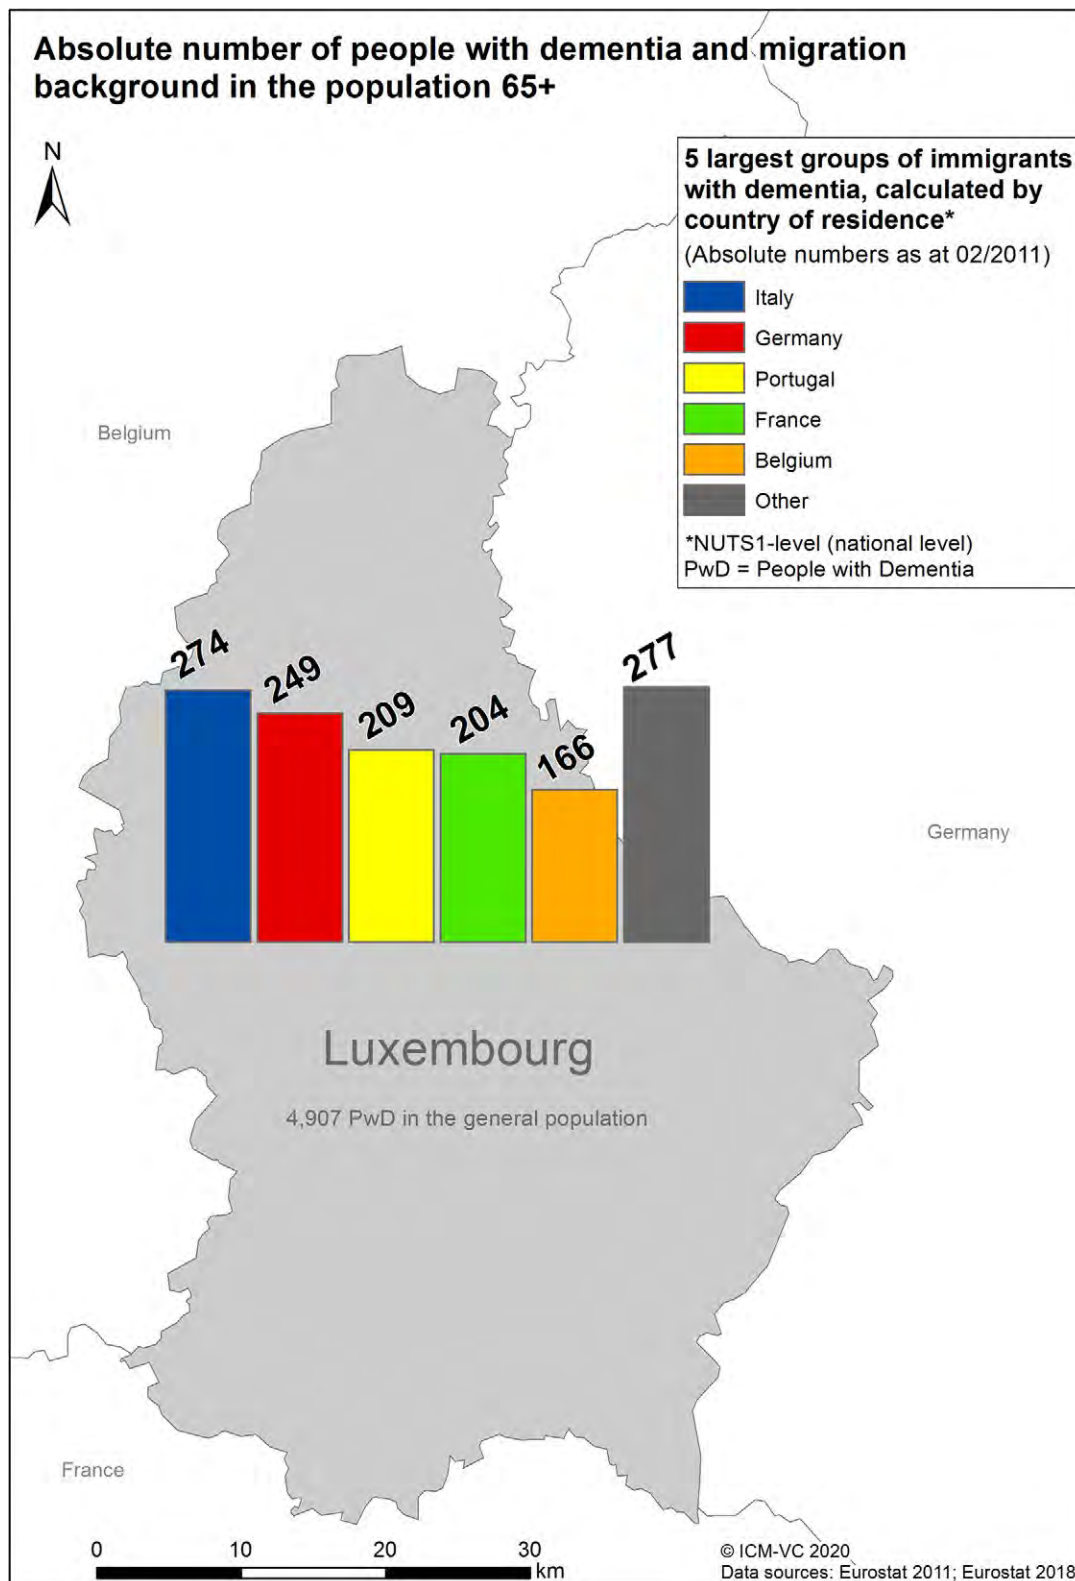 Absolute number of people with dementia and migration
background in the population 65+
N
5 largest groups of immigrants
with dementia, calculated by
country of residence*
(Absolute numbers as at 02/2011)
Italy
Germany
Portugal
France
Belgium
Other
*NUTS1-level (national level)
PwD = People with Dementia
Belgium
274
249
209
204
166
277
Germany
Luxembourg
4,907 PwD in the general population
France
0 10 20 30
km
© ICM-VC 2020
Data sources: Eurostat 2011; Eurostat 2018